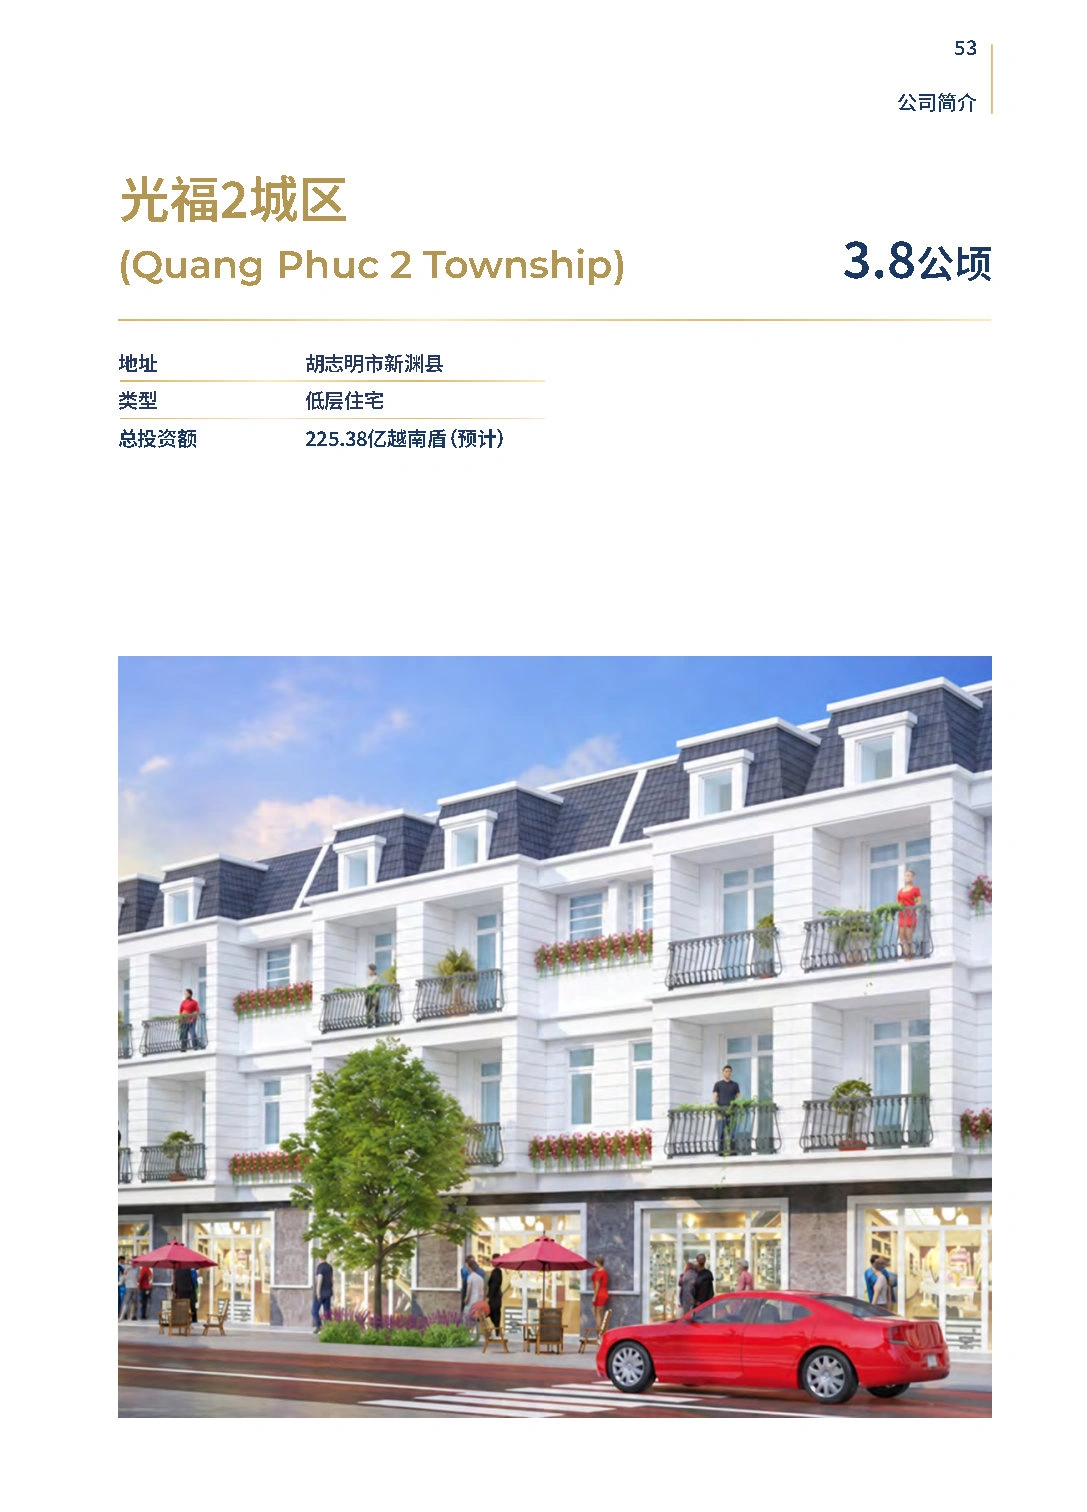 53
公司简介
光福2城区
(Quang Phuc 2 Township)
3.8公顷
地址 胡志明市新渊县
类型 低层住宅
总投资额 225.38亿越南盾(预计)